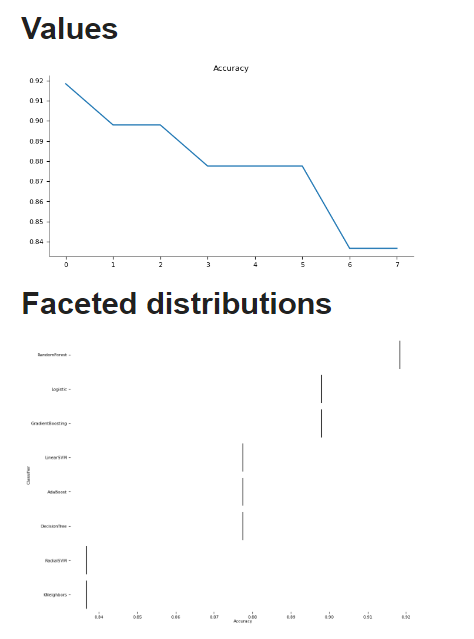 Values
Accuracy
0.92
0.91
0.90
0.89
0.88
0.87
0.86
0.85
0.84
0 1 2 3 4 5 6 7
Faceted distributions
RandomForest
Logistic
GradientBoosting
LinearSVM
AdaBoost
DecisionTree
RadialSVM
KNeighbors
Classifier
0.84 0.85 0.86 0.87 0.88 0.89 0.90 0.91 0.92
Accuracy